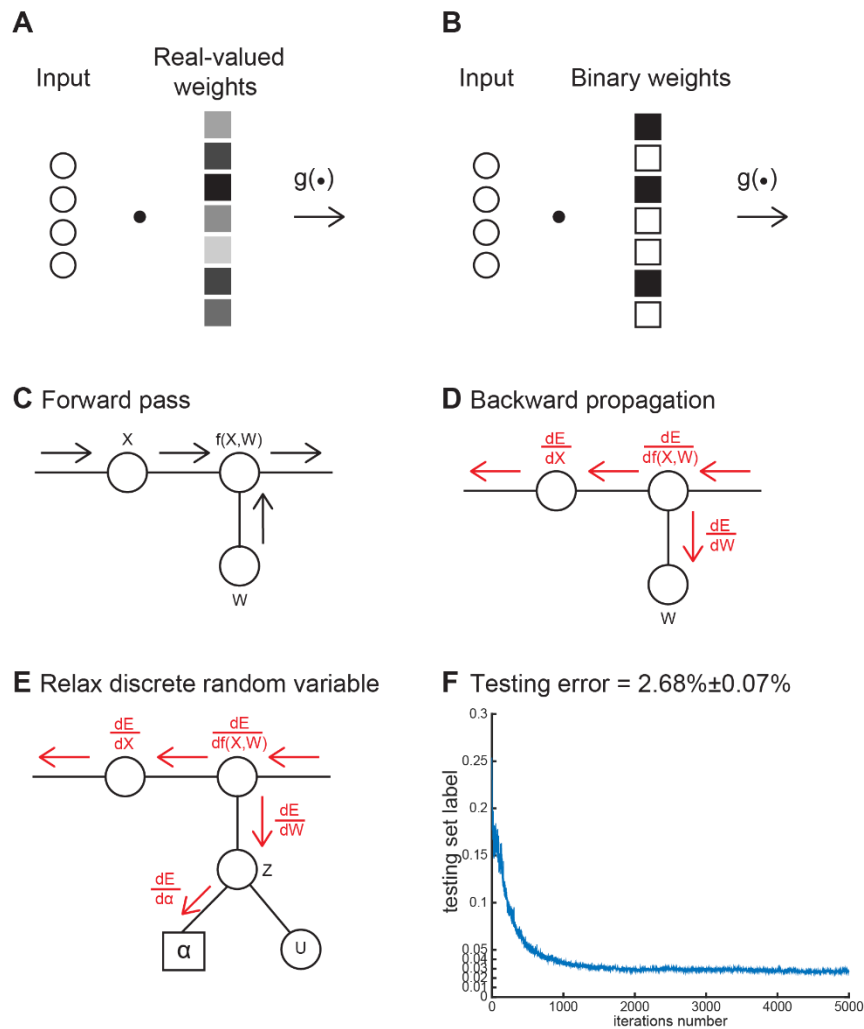 A
Input
Real-valued
weights
g(•)
B
Input
Binary weights
g(•)
C Forward pass
X
f(X,W)
W
D Backward propagation
dE
dX
dE
df(X,W)
dE
dW
W
E Relax discrete random variable
dE
dX
dE
df(X,W)
dE
dW
Z
dE
dα
α
U
F Testing error = 2.68%±0.07%
0.3
0.25
0.2
0.15
0.1
0.05
0.04
0.03
0.02
0.01
0
testing set label
0 1000 2000 3000 4000 5000
iterations number